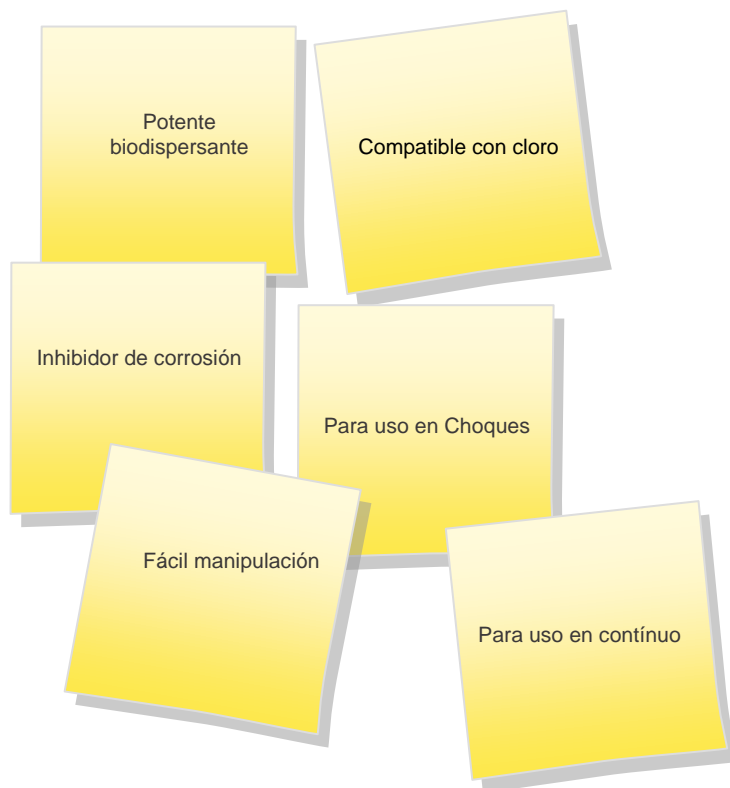 Potente
biodispersante
Compatible con cloro
Inhibidor de corrosión
Para uso en Choques
Fácil manipulación
Para uso en contínuo